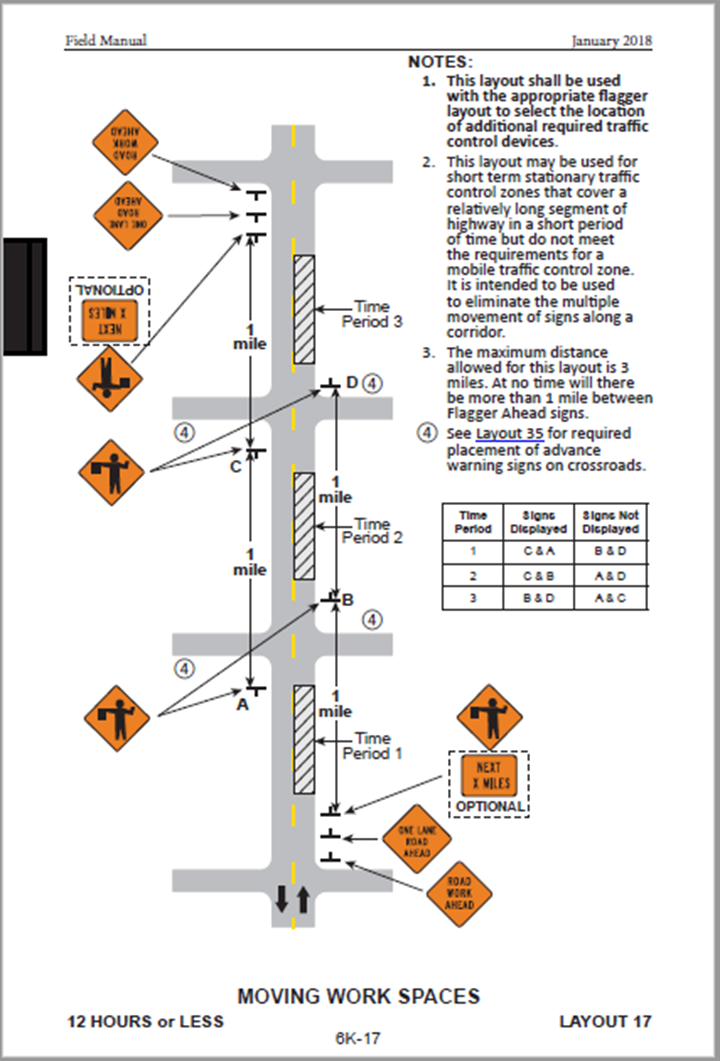 Field Manual
January 2018
NOTES:
1. This layout shall be used
with the appropriate flagger
layout to select the location
of additional required traffic
control devices.
2. This layout may be used for
short term stationary traffic
control zones that cover a
relatively long segment of
highway in a short period
of time but do not meet
the requirements for a
mobile traffic control zone.
It is intended to be used
to eliminate the multiple
movement of signs along a
corridor.
3. The maximum distance
allowed for this layout is 3
miles. At no time will there
be more than 1 mile between
Flagger Ahead signs.
④ See Layout 35 for required
placement of advance
warning signs on crossroads.
Time Period
Signs Displayed
Signs Not Displayed
1 C & A B & D
2 C & B A & D
3 B & D A & C
ROAD
WORK
AHEAD
ONE LANE
ROAD
AHEAD
NEXT
X MILES
OPTIONAL
1
mile
Time
Period 3
D ④
④
C
1
mile
Time
Period 2
1
mile
B
④
④
A
1
mile
Time
Period 1
NEXT
X MILES
OPTIONAL
ONE LANE
ROAD
AHEAD
ROAD
WORK
AHEAD
MOVING WORK SPACES
12 HOURS or LESS
LAYOUT 17
6K-17